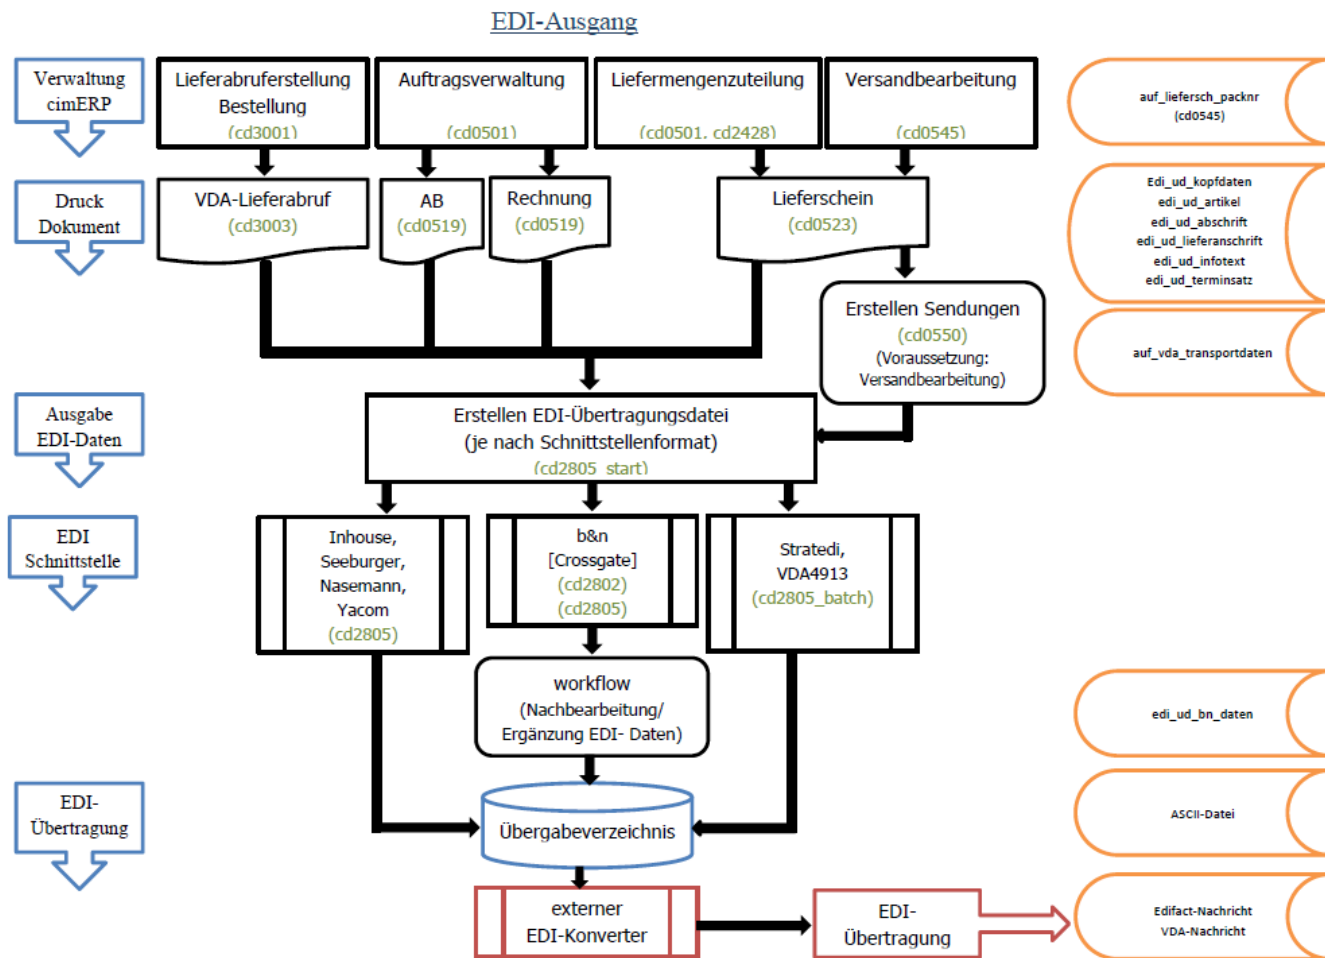 EDI-Ausgang
Verwaltung
cimERP
Lieferabruferstellung
Bestellung
(cd3001)
Auftragsverwaltung
(cd0501)
Liefermengenzuteilung
(cd0501, cd2428)
Versandbearbeitung
(cd0545)
auf_liefersch_packnr
(cd0545)
Druck
Dokument
VDA-Lieferabruf
(cd3003)
AB
(cd0519)
Rechnung
(cd0519)
Lieferschein
(cd0523)
Edi_ud_kopfdaten
edi_ud_artikel
edi_ud_abschrift
edi_ud_lieferanschrift
edi_ud_infotext
edi_ud_terminsatz
Erstellen Sendungen
(cd0550)
(Voraussetzung:
Versandbearbeitung)
auf_vda_transportdaten
Ausgabe
EDI-Daten
Erstellen EDI-Übertragungsdatei
(je nach Schnittstellenformat)
(cd2805_start)
EDI
Schnittstelle
Inhouse,
Seeburger,
Nasemann,
Yacom
(cd2805)
b&n
[Crossgate]
(cd2802)
(cd2805)
Stratedi,
VDA4913
(cd2805_batch)
workflow
(Nachbearbeitung/
Ergänzung EDI- Daten)
edi_ud_bn_daten
EDI-
Übertragung
Übergabeverzeichnis
ASCII-Datei
externer
EDI-Konverter
EDI-
Übertragung
Edifact-Nachricht
VDA-Nachricht